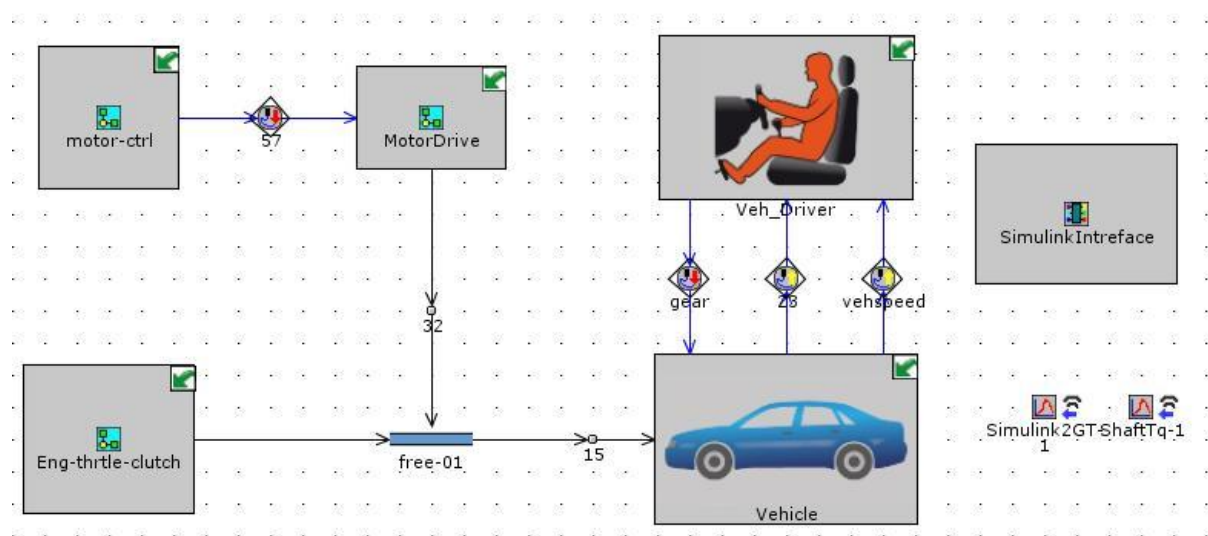 motor-ctrl
57
MotorDrive
Veh_Driver
SimulinkIntreface
gear
23
vehspeed
32
Eng-thrtle-clutch
free-01
15
Vehicle
Simulink2GT-
1
ShaftTq-1